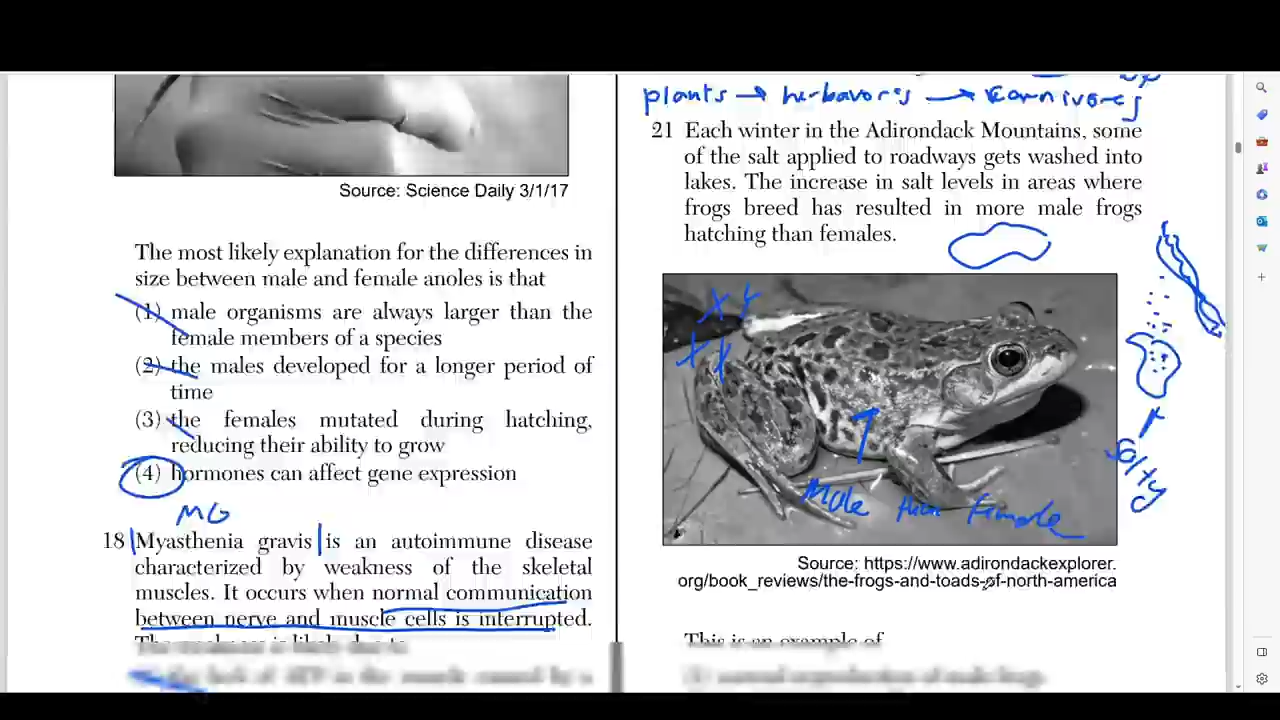 Source: Science Daily 3/1/17
The most likely explanation for the differences in
size between male and female anoles is that
(1) male organisms are always larger than the
female members of a species
(2) the males developed for a longer period of
time
(3) the females mutated during hatching,
reducing their ability to grow
(4) hormones can affect gene expression
MG
18 Myasthenia gravis is an autoimmune disease
characterized by weakness of the skeletal
muscles. It occurs when normal communication
between nerve and muscle cells is interrupted.
plants → herbavoris → carnivores
21 Each winter in the Adirondack Mountains, some
of the salt applied to roadways gets washed into
lakes. The increase in salt levels in areas where
frogs breed has resulted in more male frogs
hatching than females.
XY
XX
Male than female
Salty
Source: https://www.adirondackexplorer.
org/book_reviews/the-frogs-and-toads-of-north-america
This is an example of